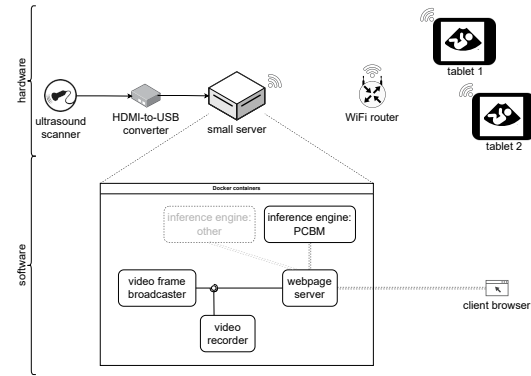 hardware
tablet 1
ultrasound
scanner
HDMI-to-USB
converter
small server
WiFi router
tablet 2
software
Docker containers
inference engine:
other
inference engine:
PCBM
video frame
broadcaster
webpage
server
client browser
video
recorder